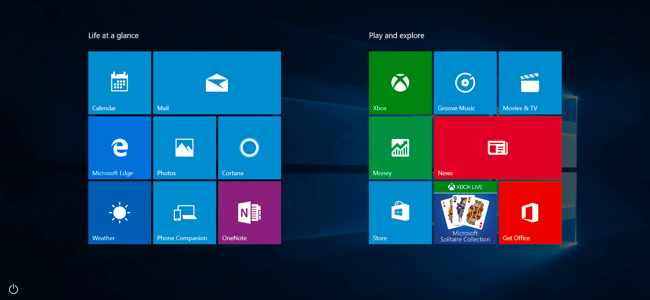 Life at a glance
Play and explore
Calendar
Mail
Xbox
Groove Music
Movies & TV
Microsoft Edge
Photos
Cortana
Money
News
Weather
Phone Companion
N
OneNote
Store
XBOX LIVE
Microsoft
Solitaire Collection
Get Office